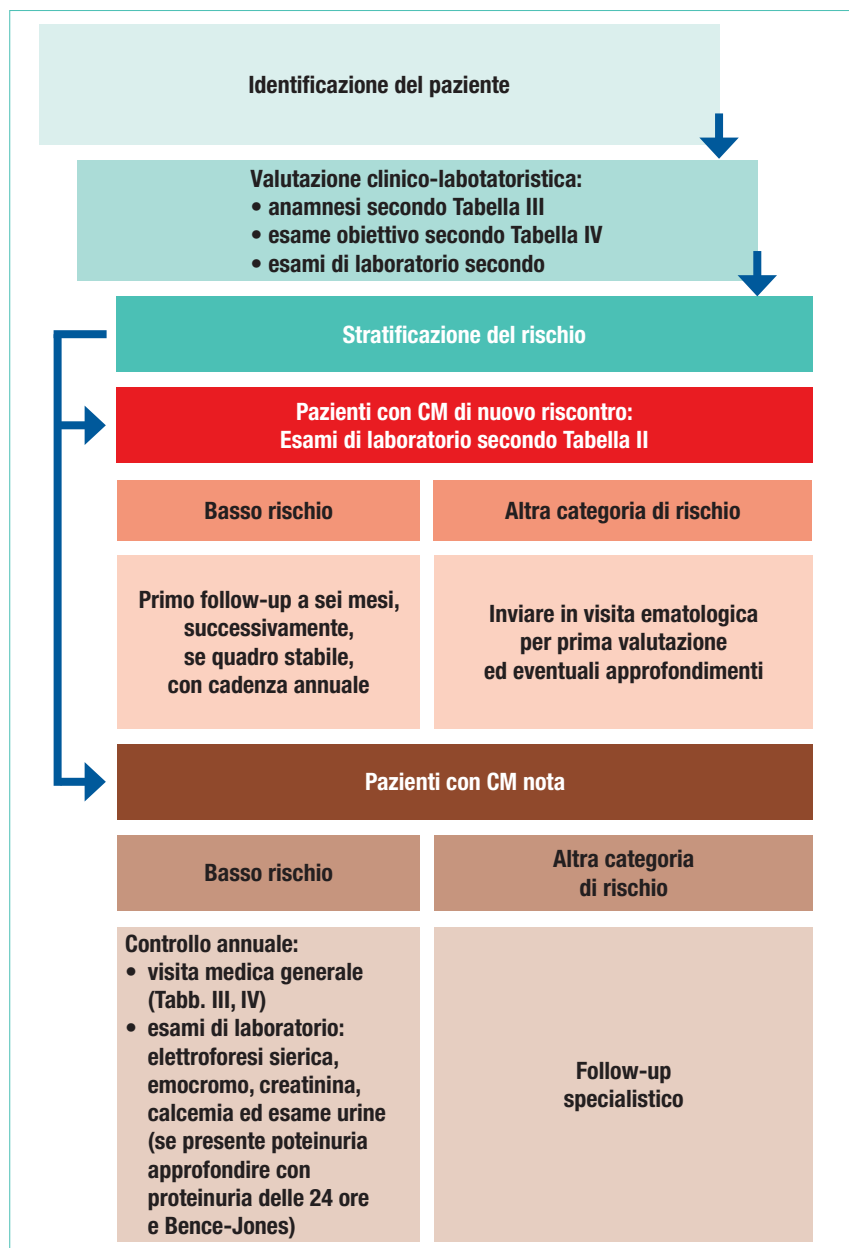 Identificazione del paziente
Valutazione clinico-labotatoristica:
• anamnesi secondo Tabella III
• esame obiettivo secondo Tabella IV
• esami di laboratorio secondo
Stratificazione del rischio
Pazienti con CM di nuovo riscontro:
Esami di laboratorio secondo Tabella II
Basso rischio
Altra categoria di rischio
Primo follow-up a sei mesi,
successivamente,
se quadro stabile,
con cadenza annuale
Inviare in visita ematologica
per prima valutazione
ed eventuali approfondimenti
Pazienti con CM nota
Basso rischio
Altra categoria
di rischio
Controllo annuale:
• visita medica generale
(Tabb. III, IV)
• esami di laboratorio:
elettroforesi sierica,
emocromo, creatinina,
calcemia ed esame urine
(se presente poteinuria
approfondire con
proteinuria delle 24 ore
e Bence-Jones)
Follow-up
specialistico